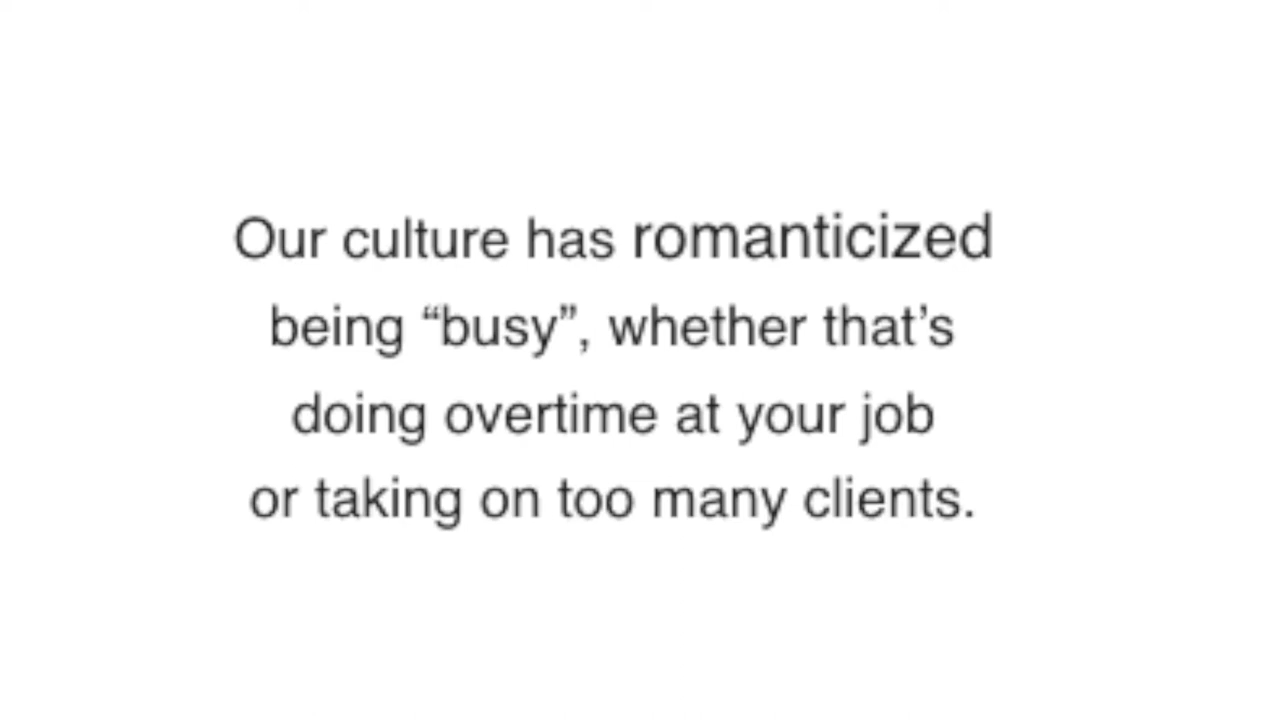 Our culture has romanticized
being “busy”, whether that’s
doing overtime at your job
or taking on too many clients.